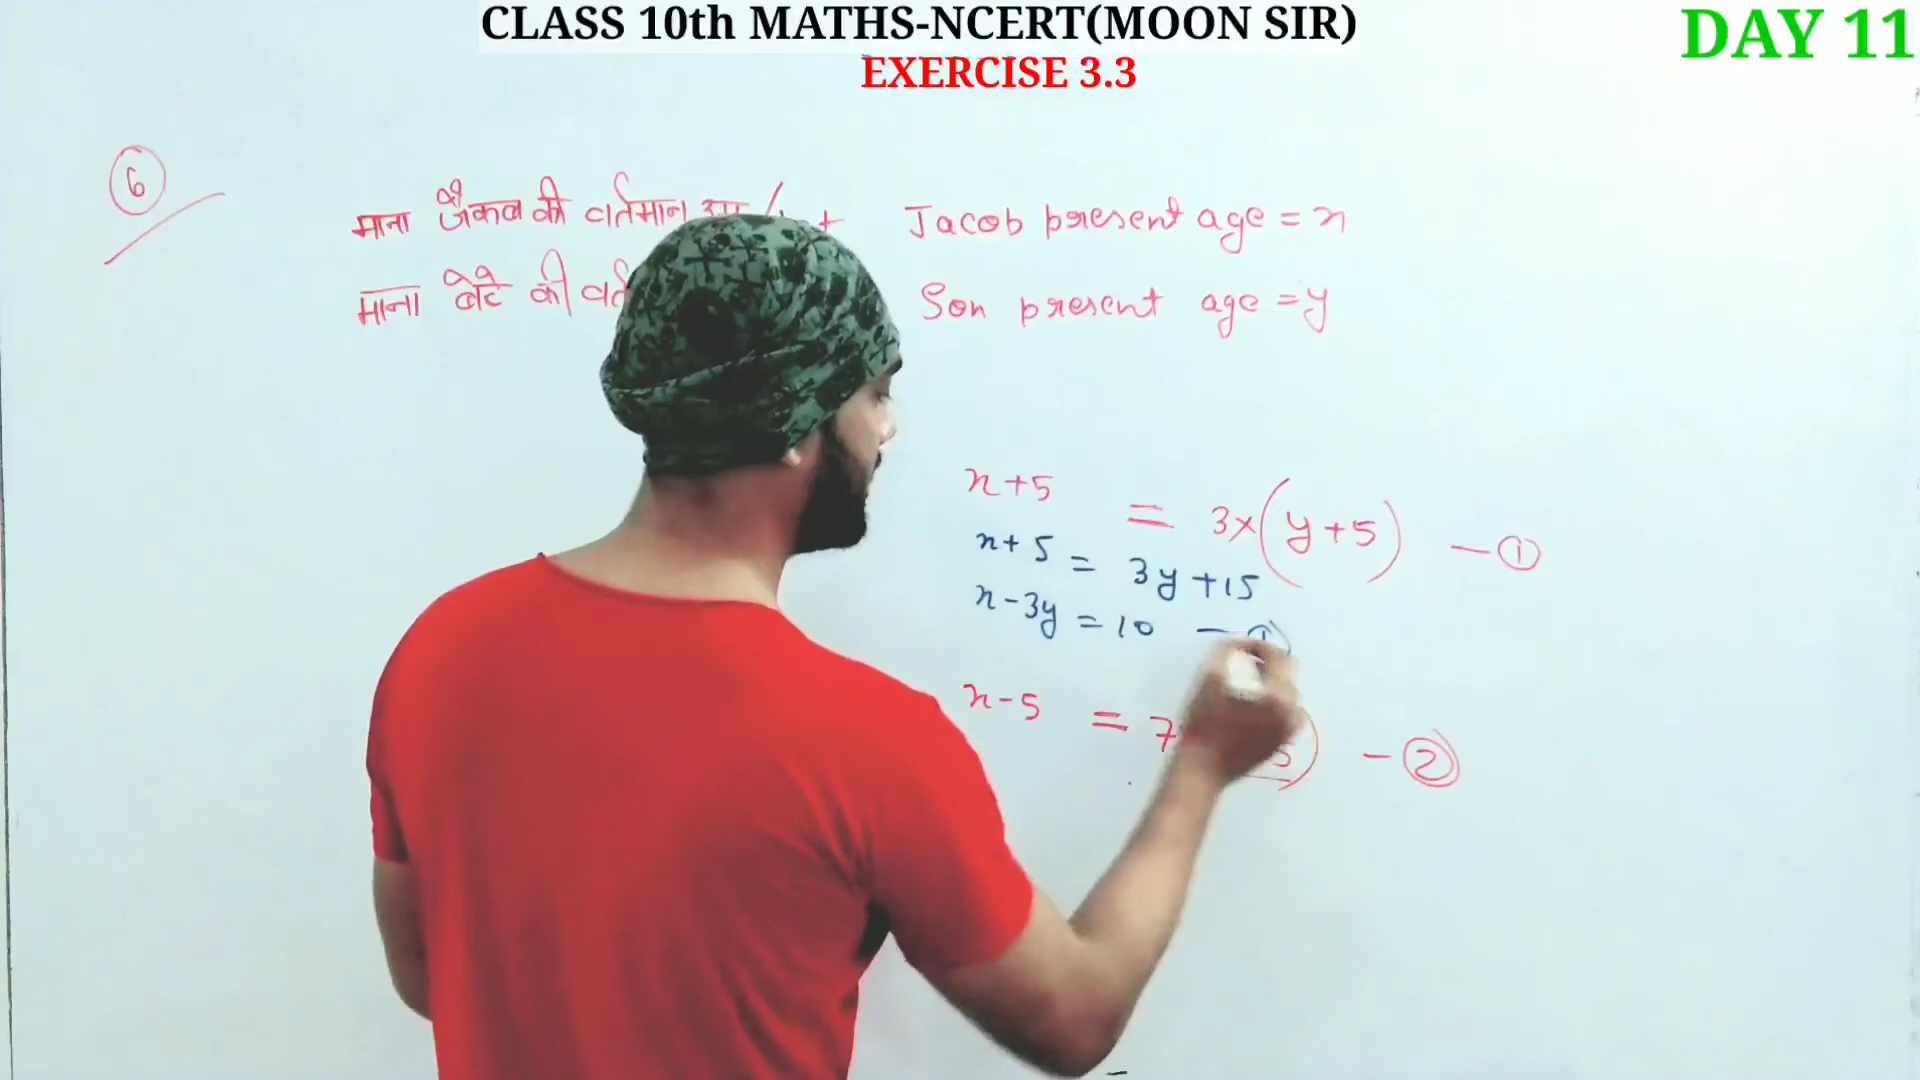 CLASS 10th MATHS-NCERT(MOON SIR)
DAY 11
EXERCISE 3.3
6
माना जैकब की वर्तमान
Jacob present age = x
माना बेटे की
Son present age = y
x+5 = 3×(y+5) —①
x+5 = 3y+15
x-3y = 10 —①
x-5 = 7 5) —②